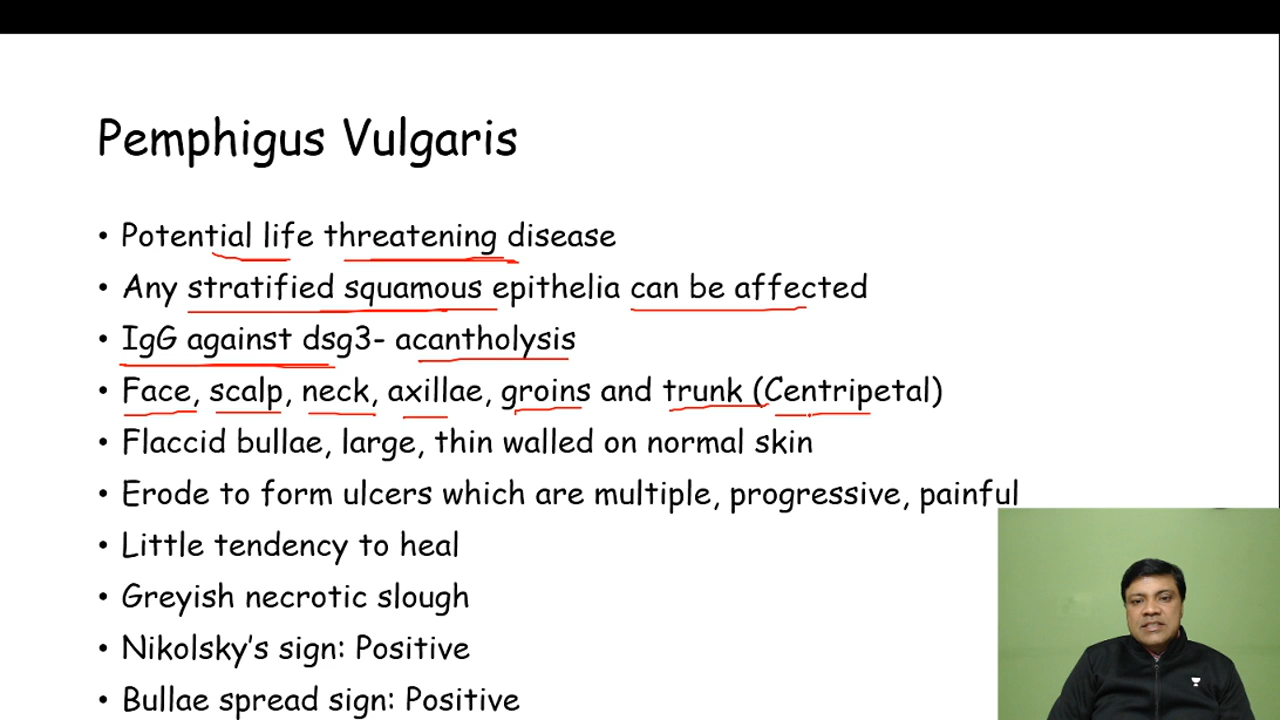 Pemphigus Vulgaris
• Potential life threatening disease
• Any stratified squamous epithelia can be affected
• IgG against dsg3- acantholysis
• Face, scalp, neck, axillae, groins and trunk (Centripetal)
• Flaccid bullae, large, thin walled on normal skin
• Erode to form ulcers which are multiple, progressive, painful
• Little tendency to heal
• Greyish necrotic slough
• Nikolsky's sign: Positive
• Bullae spread sign: Positive